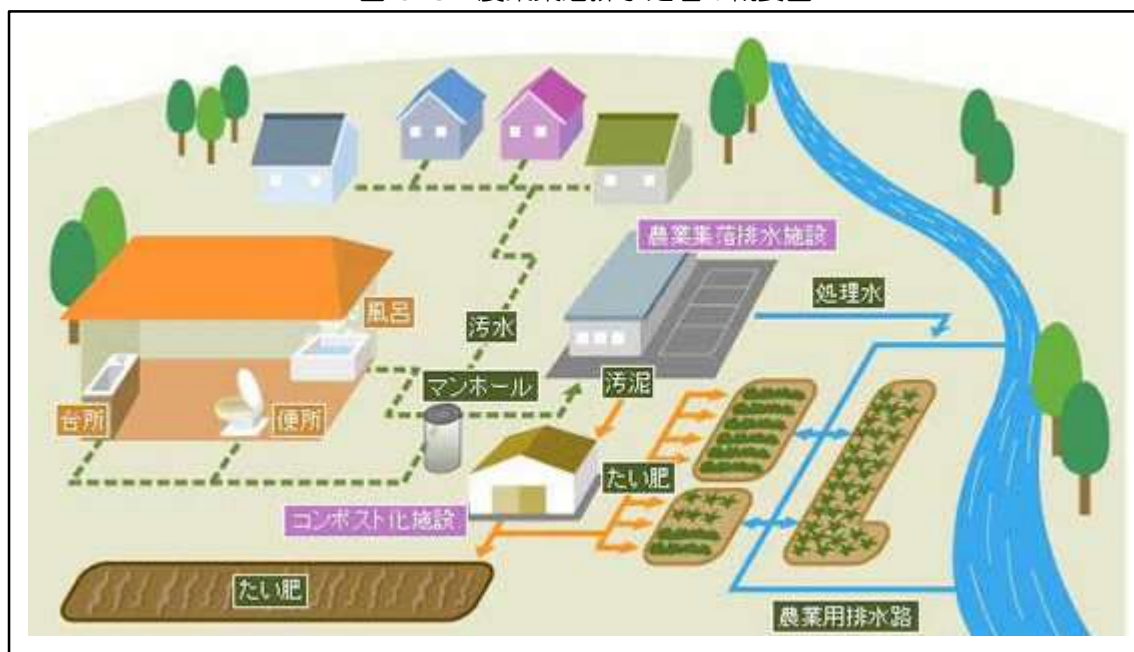 農業集落排水施設
処理水
風呂
汚水
マンホール
汚泥
台所
便所
たい肥
コンポスト化施設
たい肥
農業用排水路